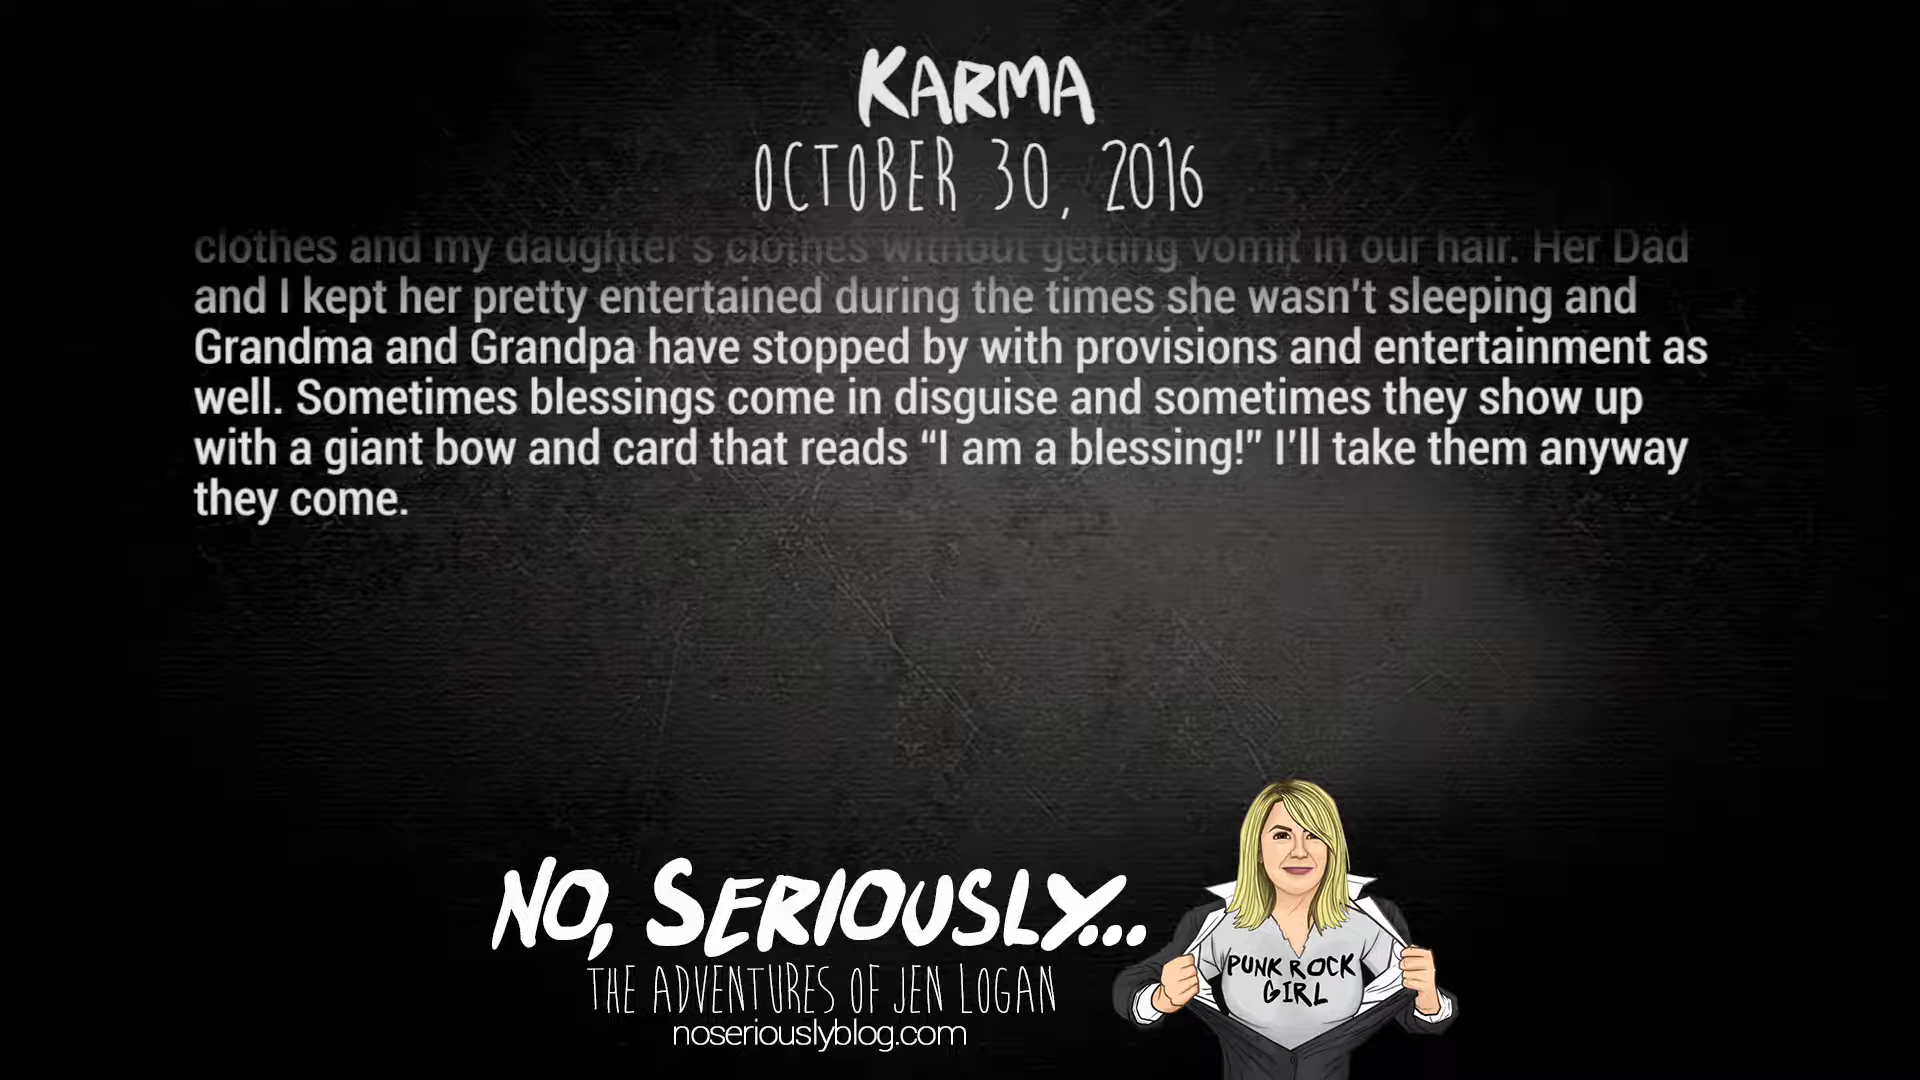 KARMA
OCTOBER 30, 2016
clothes and my daughter's clothes without getting vomit in our hair. Her Dad
and I kept her pretty entertained during the times she wasn't sleeping and
Grandma and Grandpa have stopped by with provisions and entertainment as
well. Sometimes blessings come in disguise and sometimes they show up
with a giant bow and card that reads “I am a blessing!” I'll take them anyway
they come.
NO, SERIOUSLY...
THE ADVENTURES OF JEN LOGAN
noseriouslyblog.com
PUNK ROCK
GIRL